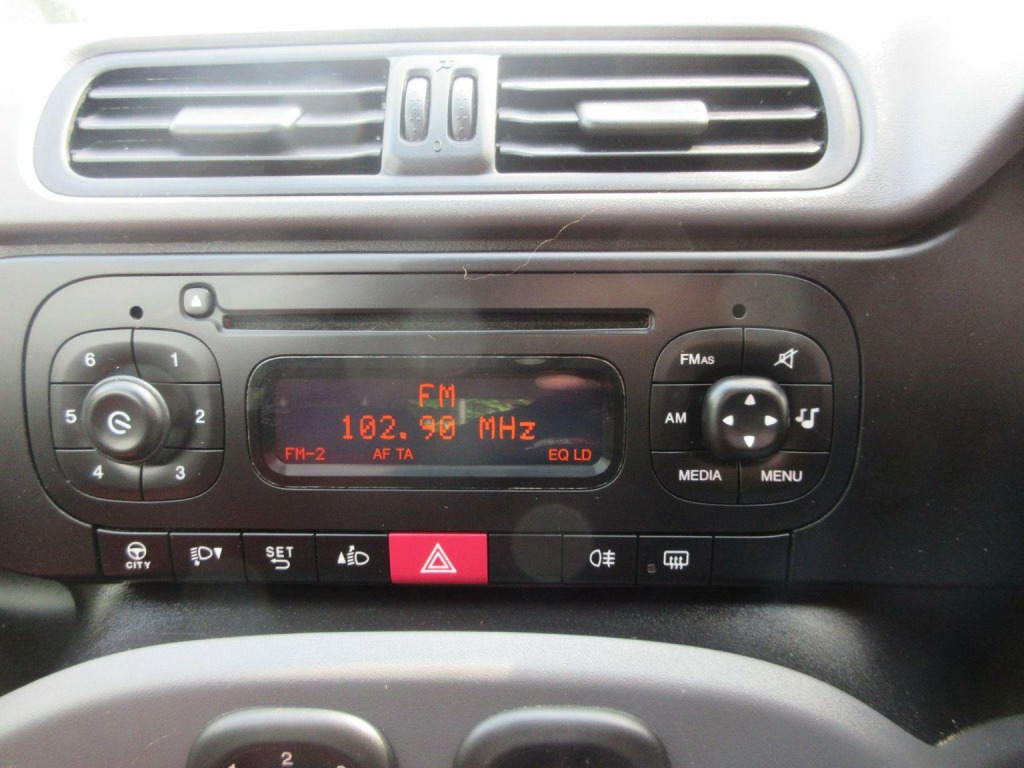 0
6 1
FMAS
FM
5 2
102.90 MHz
AM
FM-2 AF TA EQ LD
4 3
MEDIA MENU
CITY
SET
2